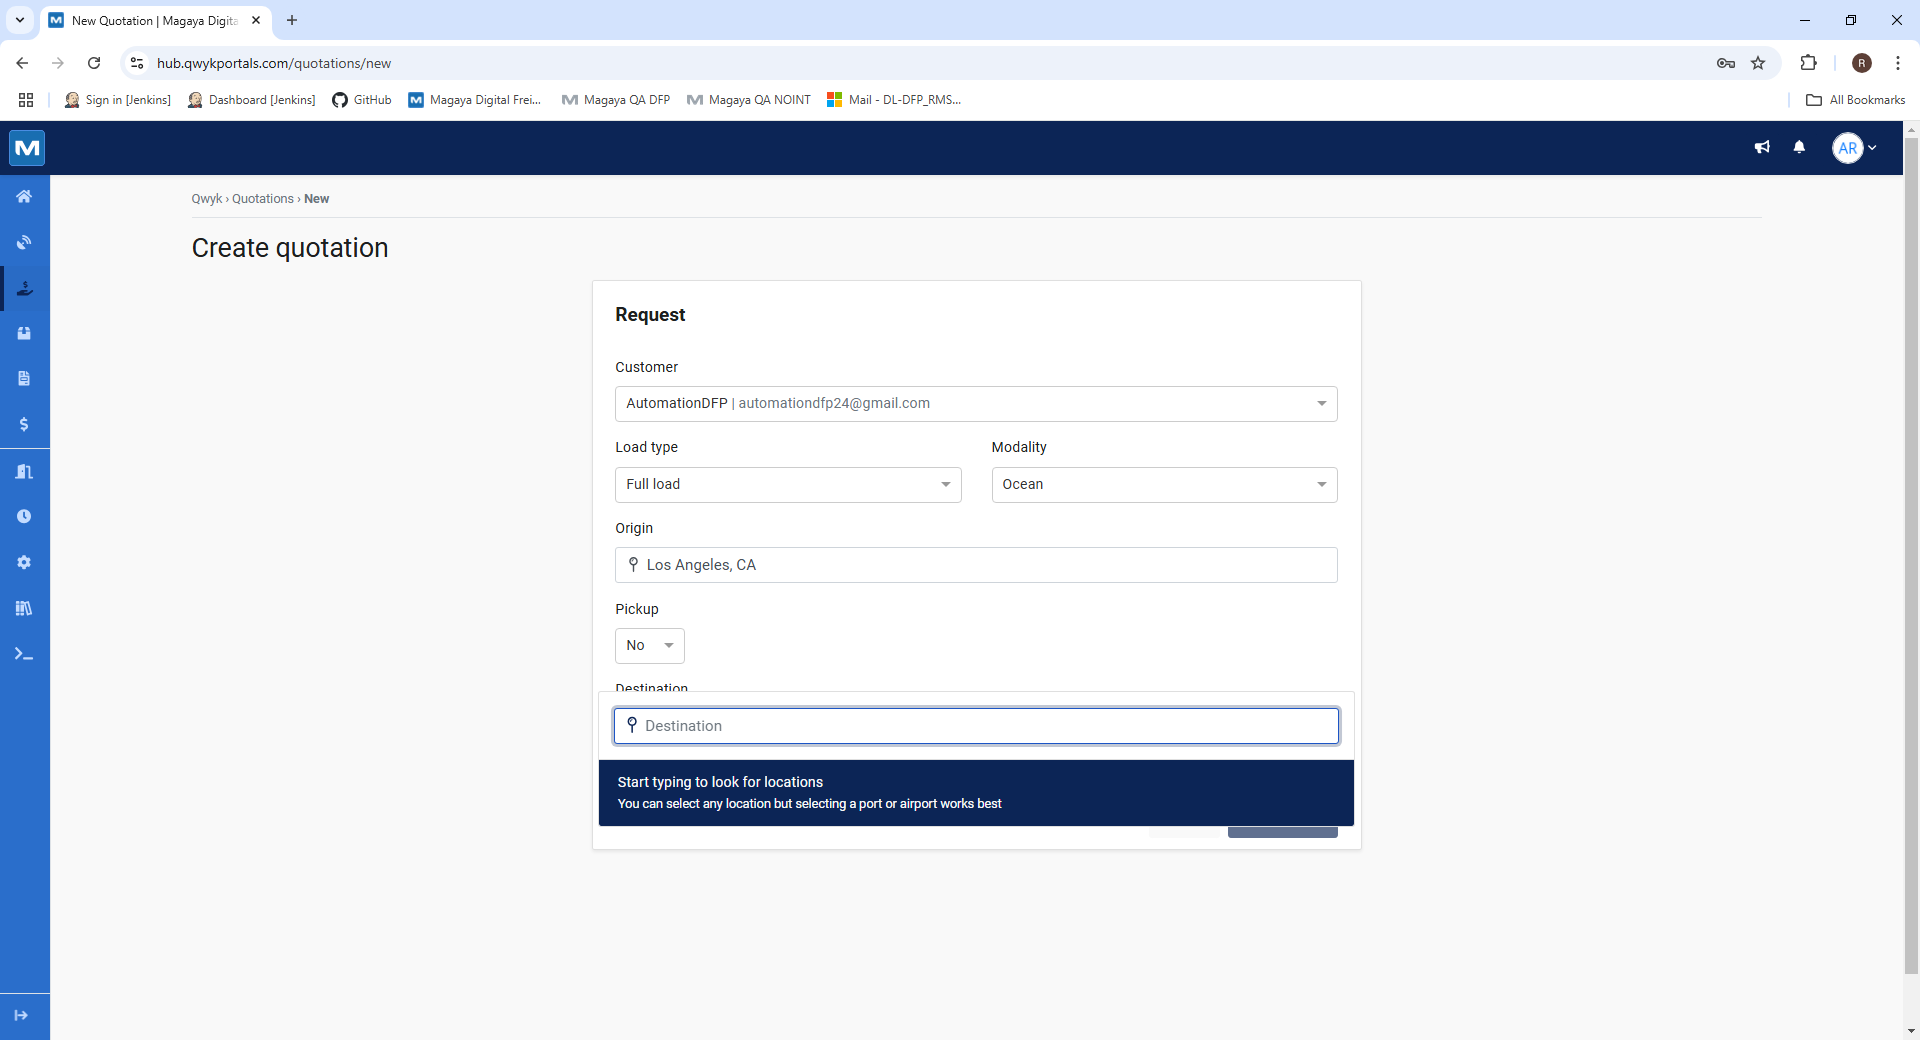 New Quotation | Magaya Digita
hub.qwykportals.com/quotations/new
R
Sign in [Jenkins]
Dashboard [Jenkins]
GitHub
Magaya Digital Frei...
Magaya QA DFP
Magaya QA NOINT
Mail - DL-DFP_RMS...
All Bookmarks
AR
Qwyk › Quotations › New
Create quotation
Request
Customer
AutomationDFP | automationdfp24@gmail.com
Load type
Modality
Full load
Ocean
Origin
Los Angeles, CA
Pickup
No
Destination
Destination
Start typing to look for locations
You can select any location but selecting a port or airport works best